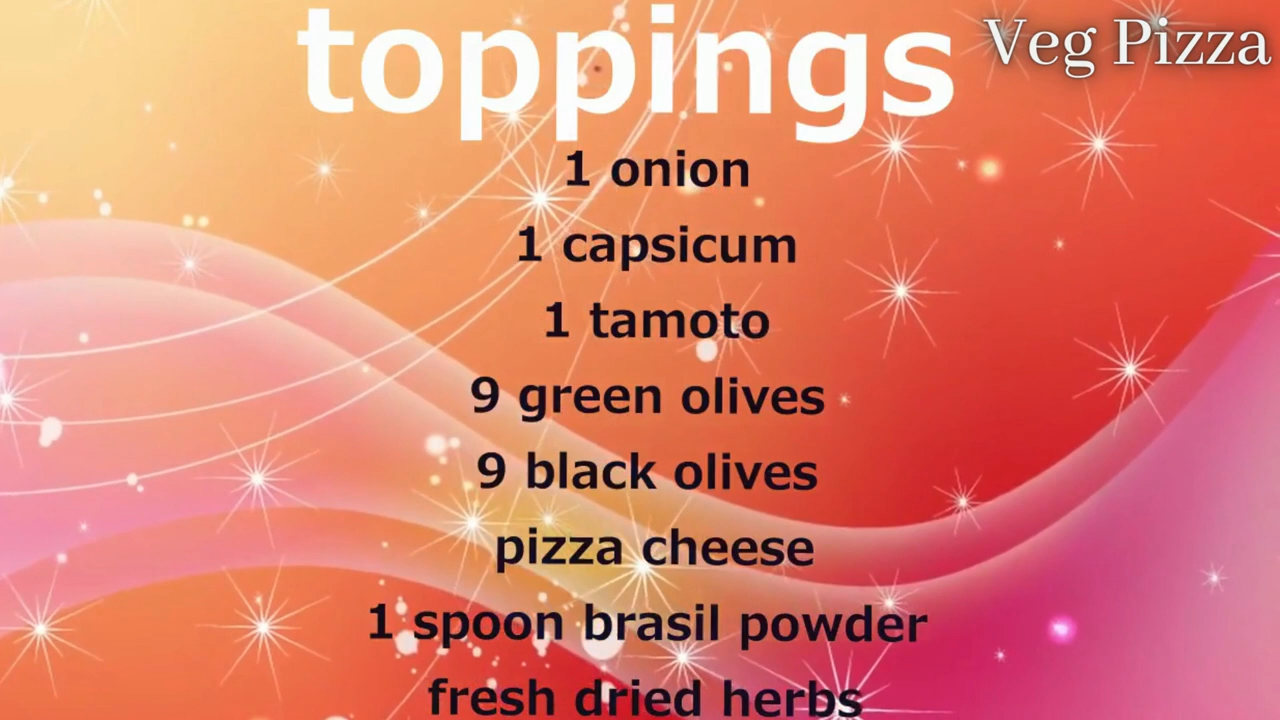 toppings
Veg Pizza
1 onion
1 capsicum
1 tamoto
9 green olives
9 black olives
pizza cheese
1 spoon brasil powder
fresh dried herbs